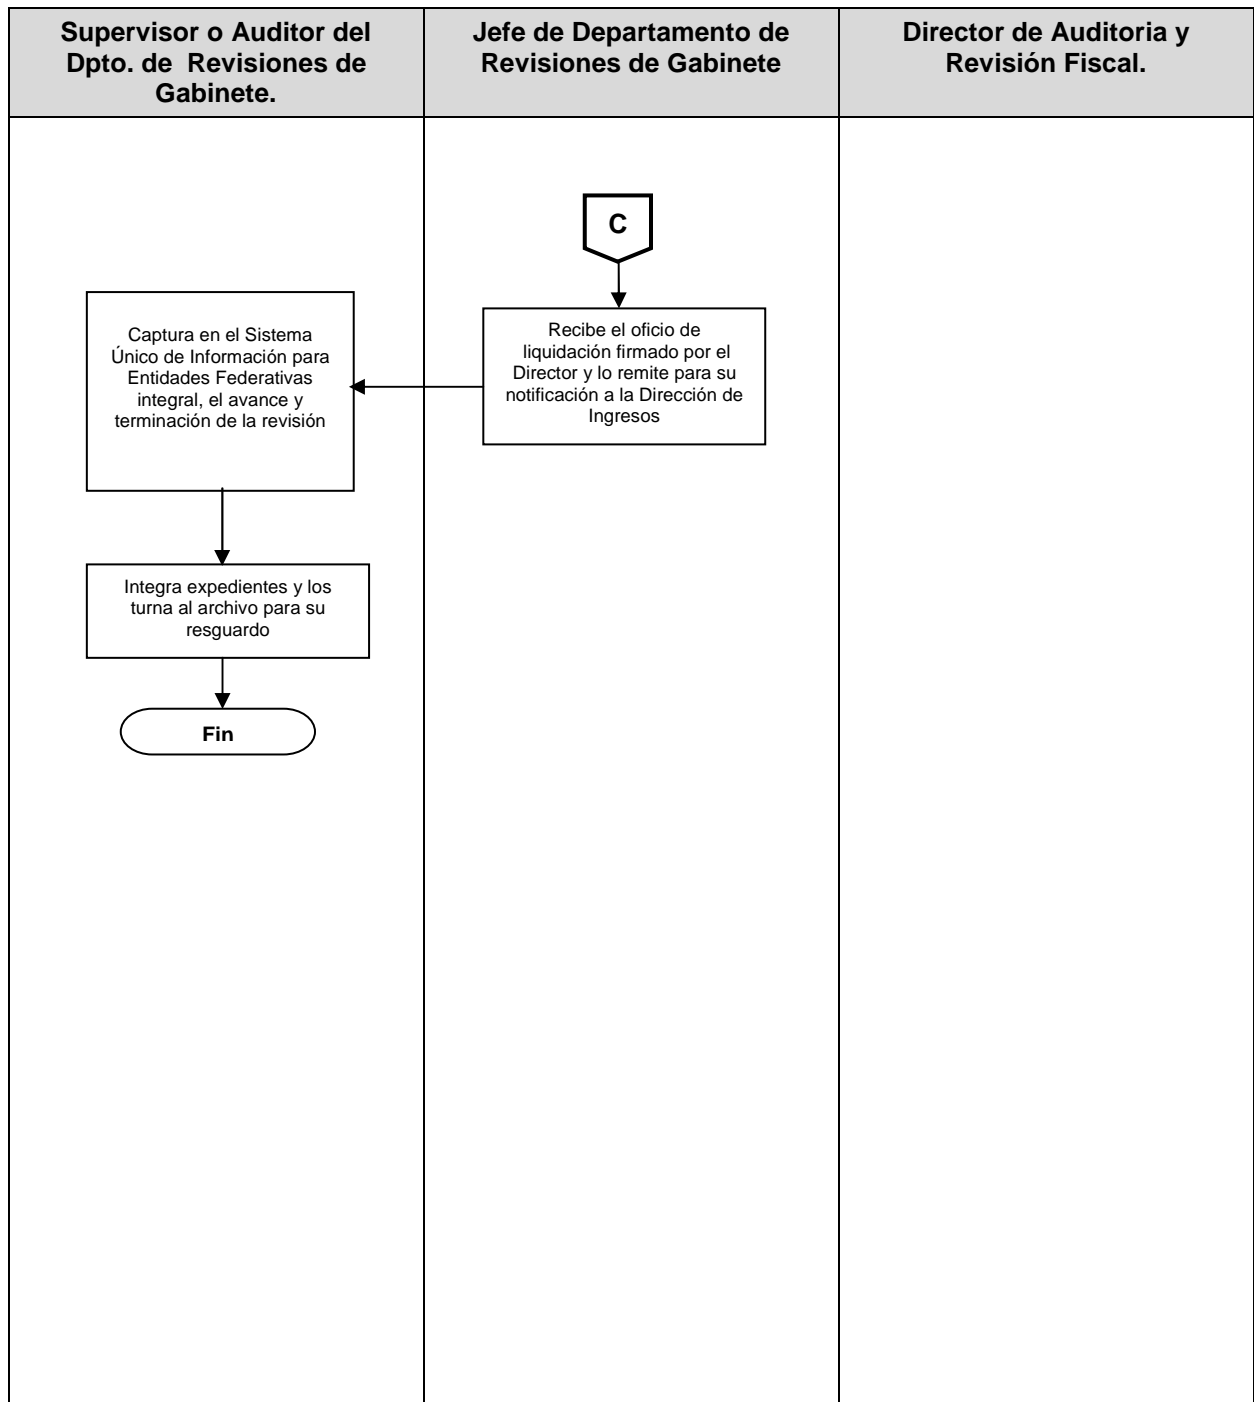 Supervisor o Auditor del
Dpto. de  Revisiones de
Gabinete.
Jefe de Departamento de
Revisiones de Gabinete
Director de Auditoria y
Revisión Fiscal.
C
Recibe el oficio de
liquidación firmado por el
Director y lo remite para su
notificación a la Dirección de
Ingresos
Captura en el Sistema
Único de Información para
Entidades Federativas
integral, el avance y
terminación de la revisión
Integra expedientes y los
turna al archivo para su
resguardo
Fin